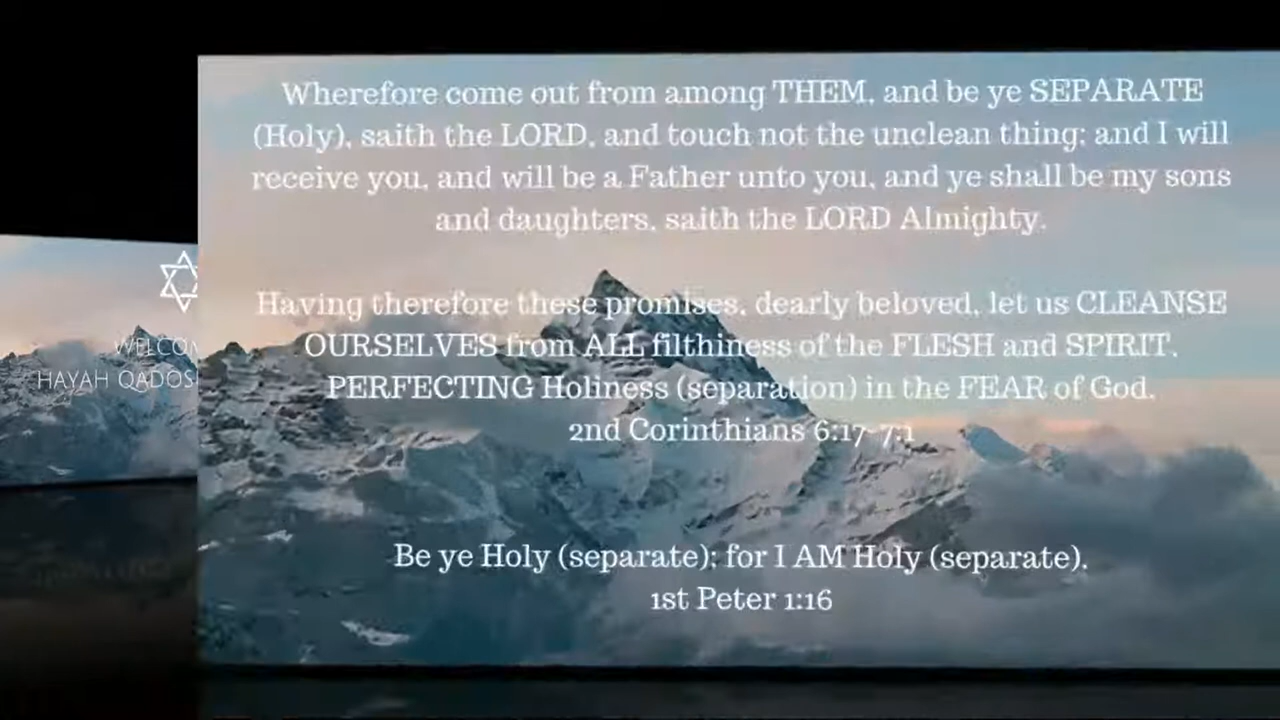 Wherefore come out from among THEM, and be ye SEPARATE
(Holy), saith the LORD, and touch not the unclean thing; and I will
receive you, and will be a Father unto you, and ye shall be my sons
and daughters, saith the LORD Almighty.
Having therefore these promises, dearly beloved, let us CLEANSE
OURSELVES from ALL filthiness of the FLESH and SPIRIT,
PERFECTING Holiness (separation) in the FEAR of God.
2nd Corinthians 6:17-7:1
Be ye Holy (separate); for I AM Holy (separate).
1st Peter 1:16
HAYAH